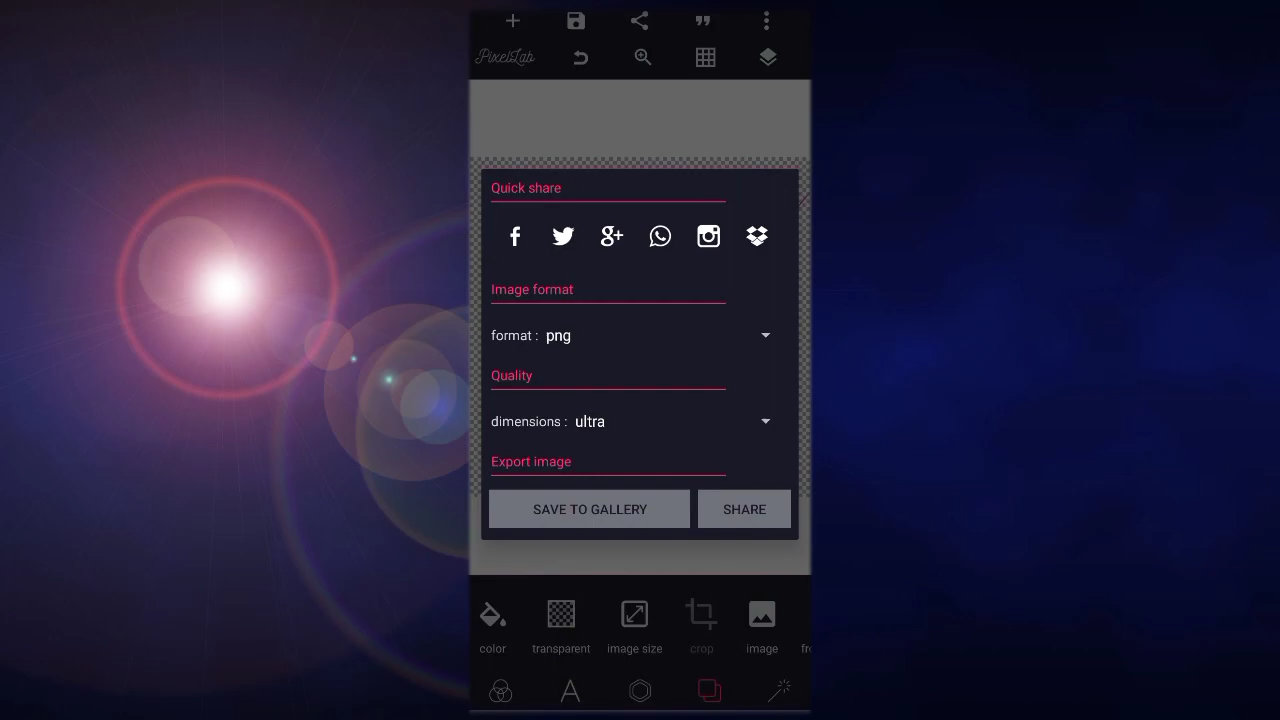 PixelLab
Quick share
Image format
format : png
Quality
dimensions : ultra
Export image
SAVE TO GALLERY SHARE
color transparent image size crop image